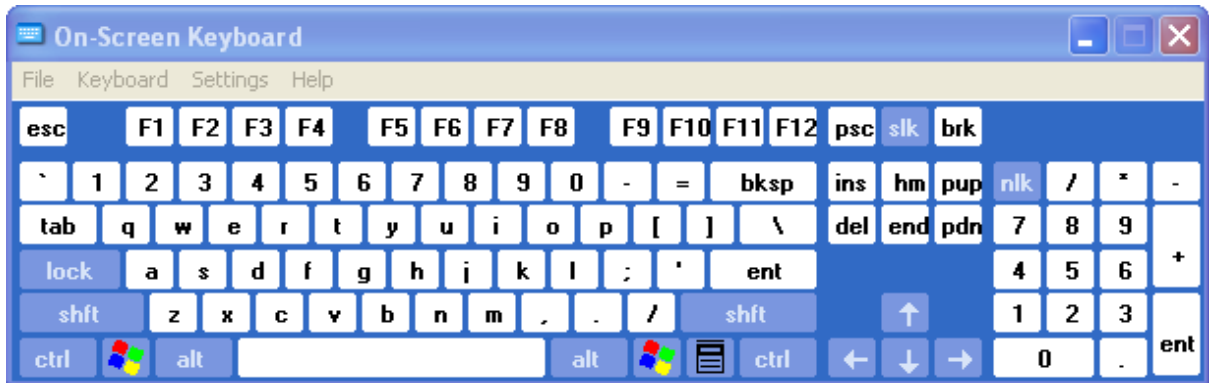 On-Screen Keyboard
File Keyboard Settings Help
esc F1 F2 F3 F4 F5 F6 F7 F8 F9 F10 F11 F12 psc slk brk
` 1 2 3 4 5 6 7 8 9 0 - = bksp ins hm pup nlk / * -
tab q w e r t y u i o p [ ] \ del end pdn 7 8 9
lock a s d f g h j k l ; ' ent 4 5 6 +
shft z x c v b n m , . / shft ↑ 1 2 3
ctrl alt alt ctrl ← ↓ → 0 . ent